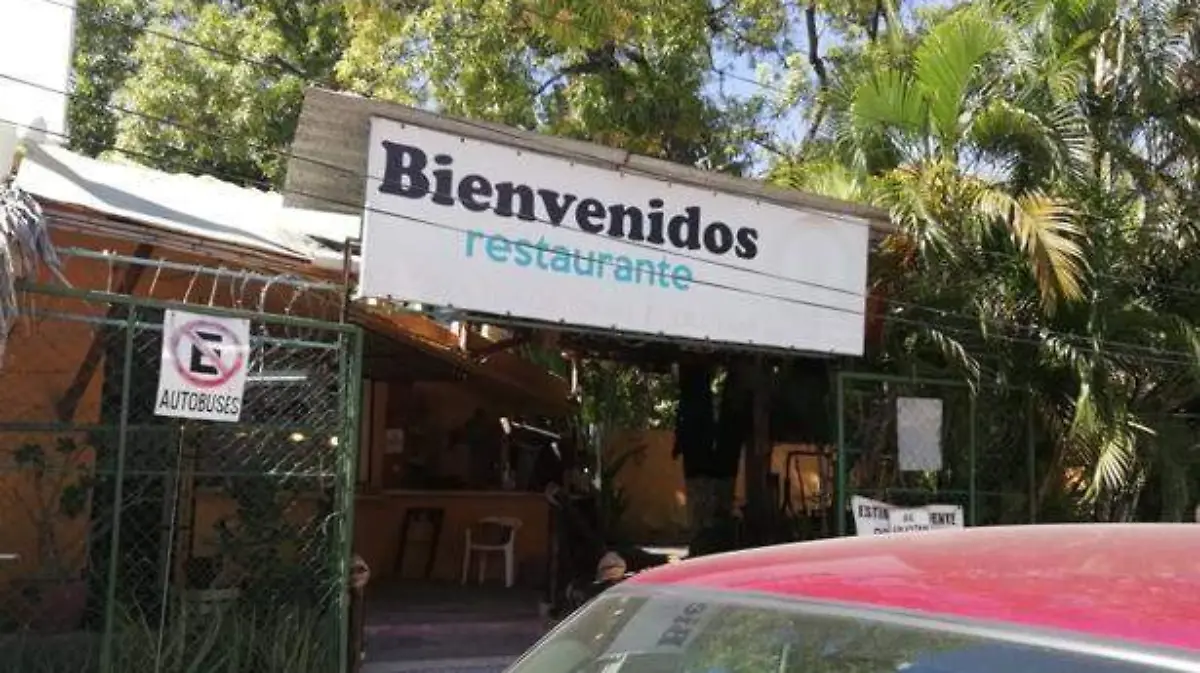 Bienvenidos
restaurante
E
AUTOBUSES